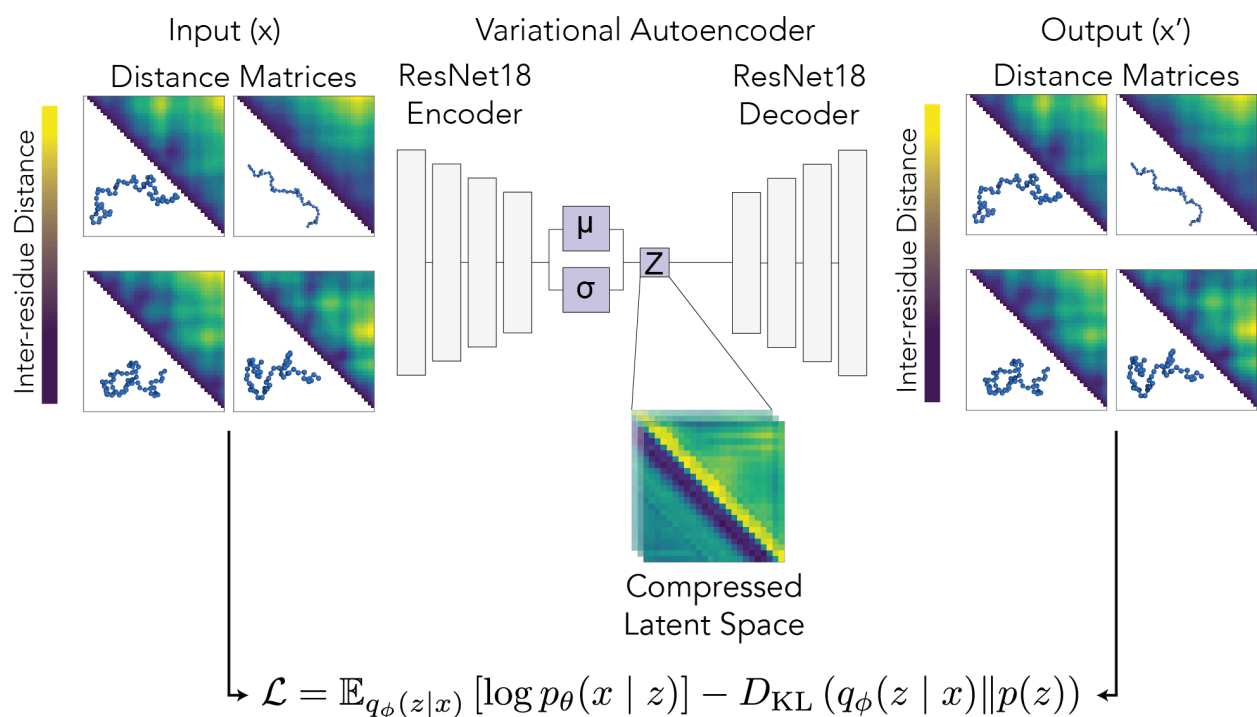 Input (x)
Variational Autoencoder
Output (x’)
Distance Matrices
ResNet18
Encoder
ResNet18
Decoder
Distance Matrices
Inter-residue Distance
μ
σ
Z
Inter-residue Distance
Compressed
Latent Space
ℒ = 𝔼_{q_ϕ(z|x)} [log p_θ(x | z)] − D_KL (q_ϕ(z | x)‖p(z))